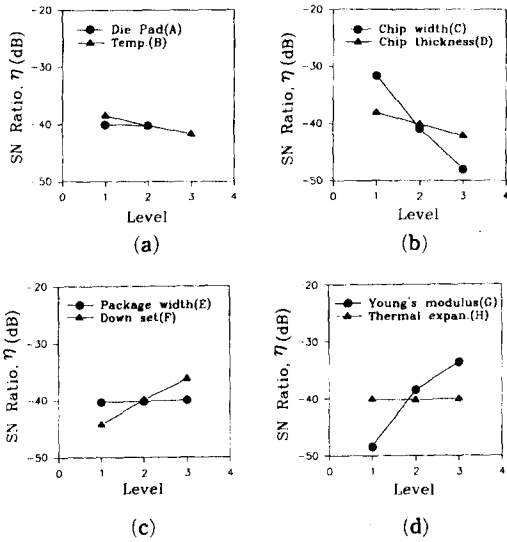 -20
-30
-40
-50
SN Ratio, η (dB)
Die Pad(A)
Temp.(B)
0 1 2 3 4
Level
(a)
-20
-30
-40
-50
SN Ratio, η (dB)
Chip width(C)
Chip thickness(D)
0 1 2 3 4
Level
(b)
-20
-30
-40
-50
SN Ratio, η (dB)
Package width(E)
Down set(F)
0 1 2 3 4
Level
(c)
-20
-30
-40
-50
SN Ratio, η (dB)
Young's modulus(G)
Thermal expan.(H)
0 1 2 3 4
Level
(d)